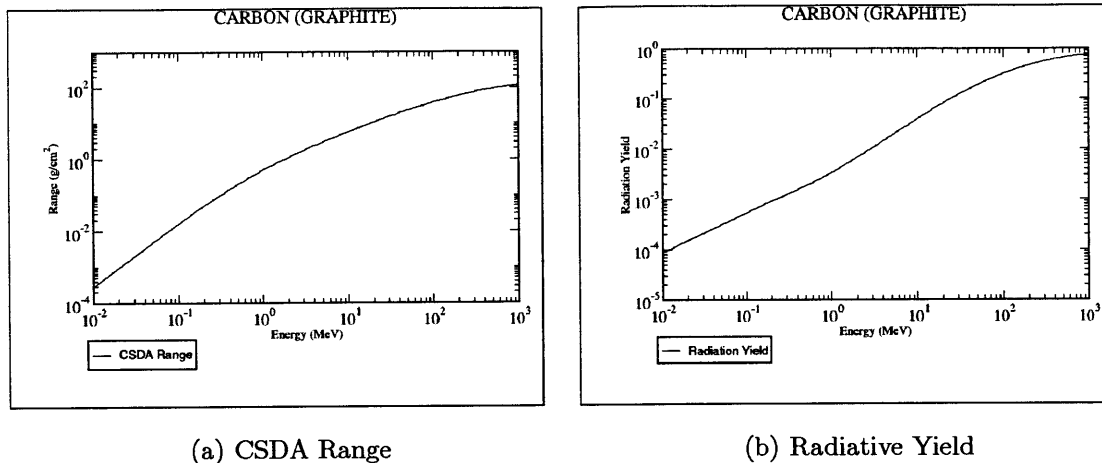 CARBON (GRAPHITE)
10^2
10^0
10^-2
10^-4
Range (g/cm^2)
10^-2 10^-1 10^0 10^1 10^2 10^3
Energy (MeV)
CSDA Range
(a) CSDA Range
CARBON (GRAPHITE)
10^0
10^-1
10^-2
10^-3
10^-4
10^-5
Radiation Yield
10^-2 10^-1 10^0 10^1 10^2 10^3
Energy (MeV)
Radiation Yield
(b) Radiative Yield